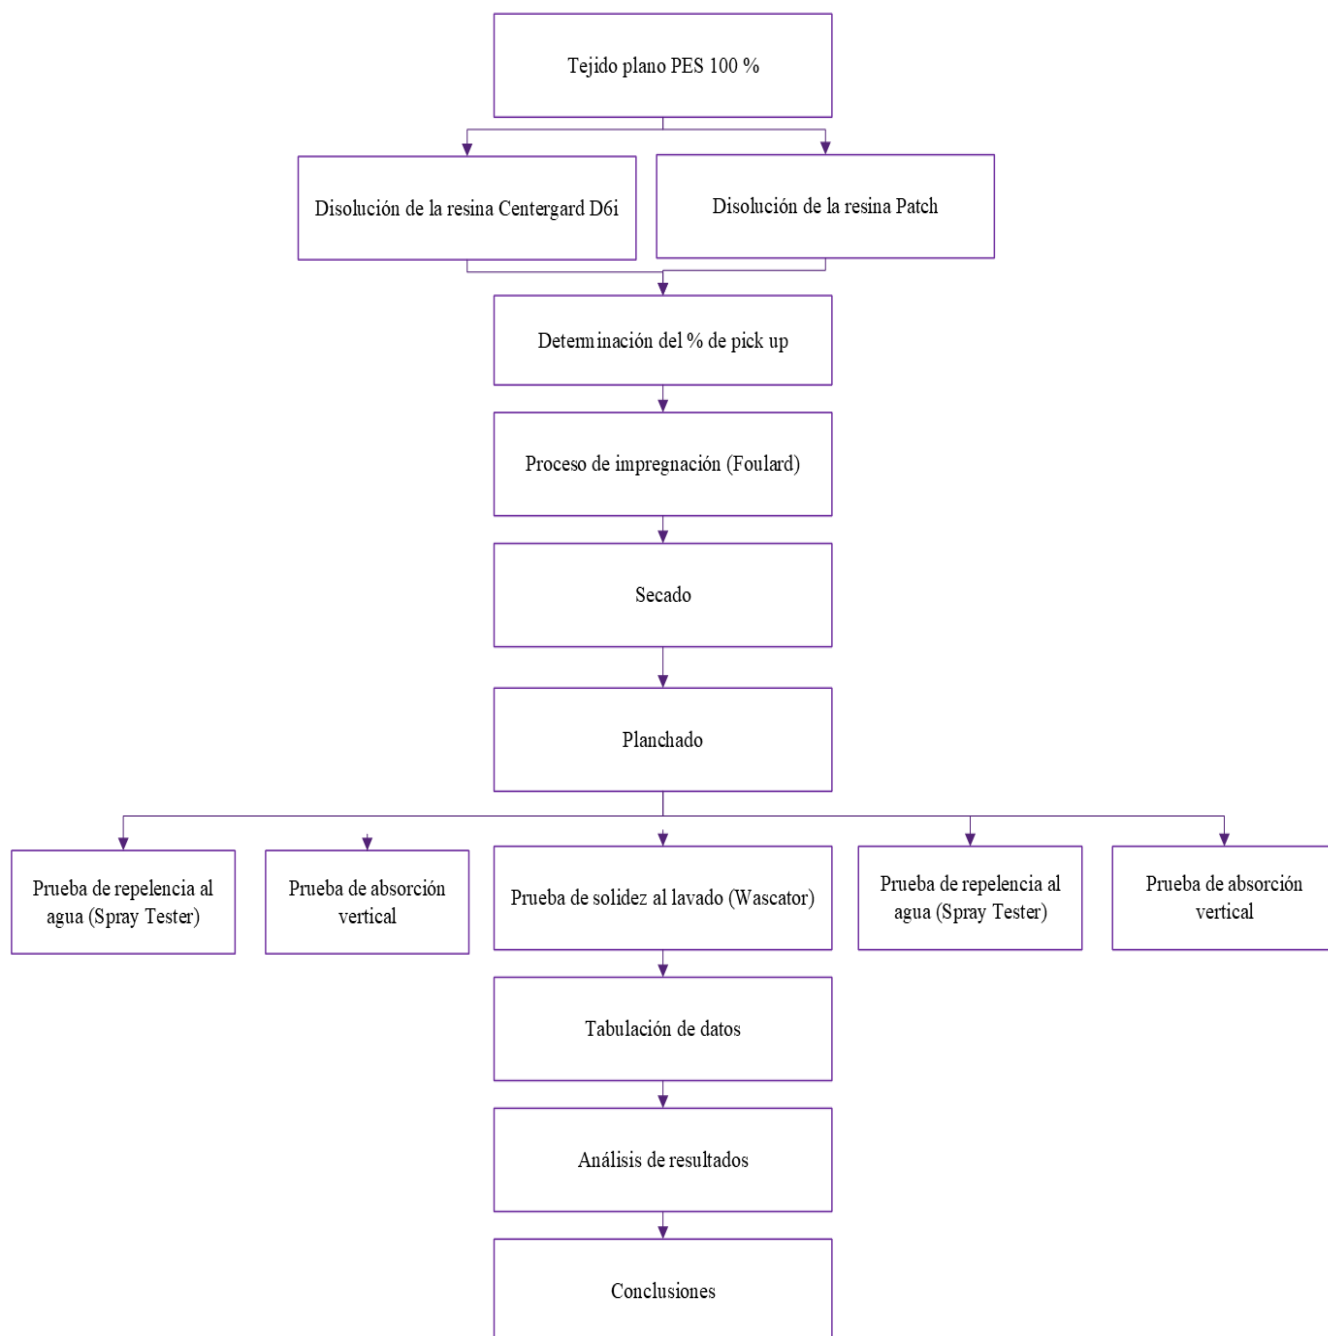 Tejido plano PES 100 %
Disolución de la resina Centergard D6i
Disolución de la resina Patch
Determinación del % de pick up
Proceso de impregnación (Foulard)
Secado
Planchado
Prueba de repelencia al
agua (Spray Tester)
Prueba de absorción
vertical
Prueba de solidez al lavado (Wascator)
Prueba de repelencia al
agua (Spray Tester)
Prueba de absorción
vertical
Tabulación de datos
Análisis de resultados
Conclusiones